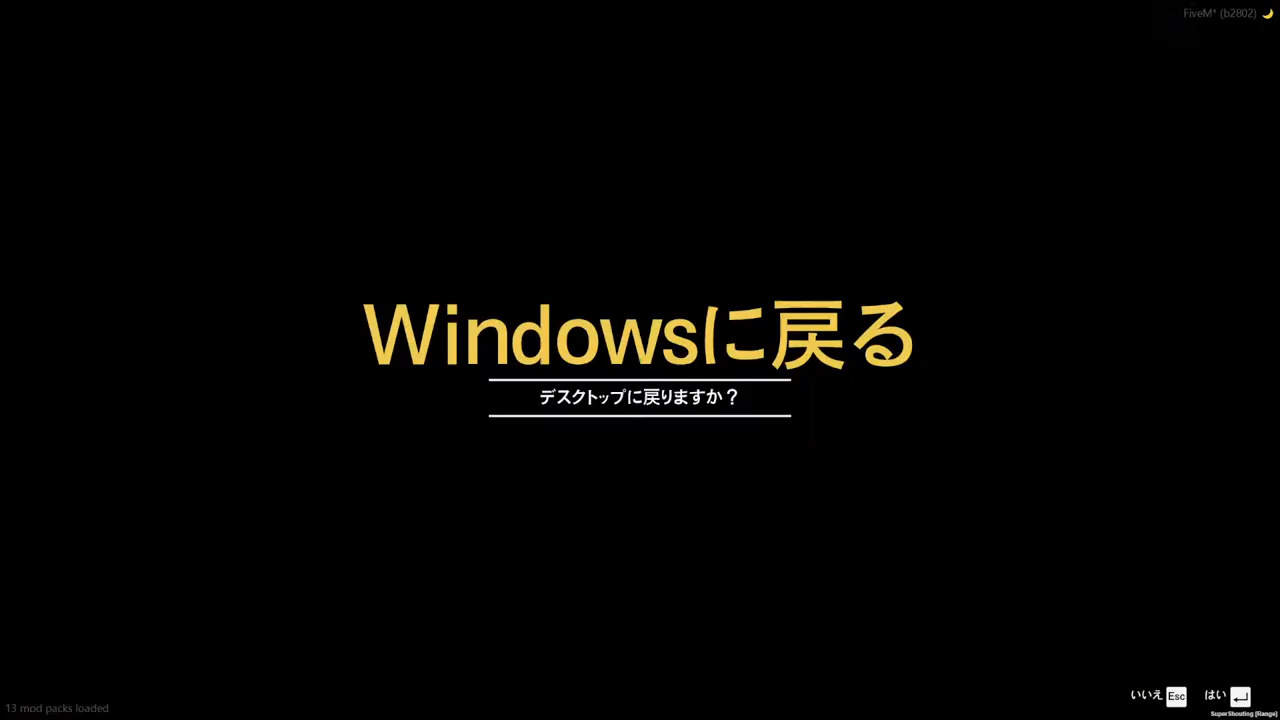 FiveM* (b2802) 🌙
Windowsに戻る
デスクトップに戻りますか？
いいえ Esc はい
SuperShouting [Range]
13 mod packs loaded